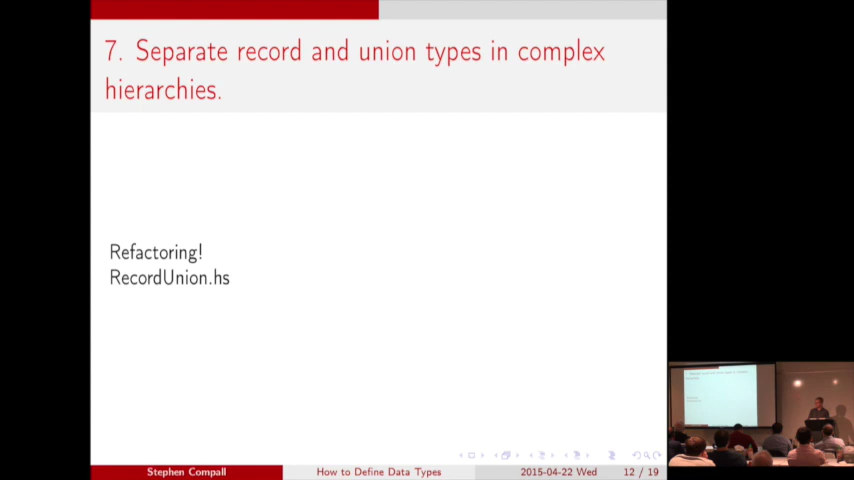 7. Separate record and union types in complex
hierarchies.
Refactoring!
RecordUnion.hs
Stephen Compall How to Define Data Types 2015-04-22 Wed 12 / 19